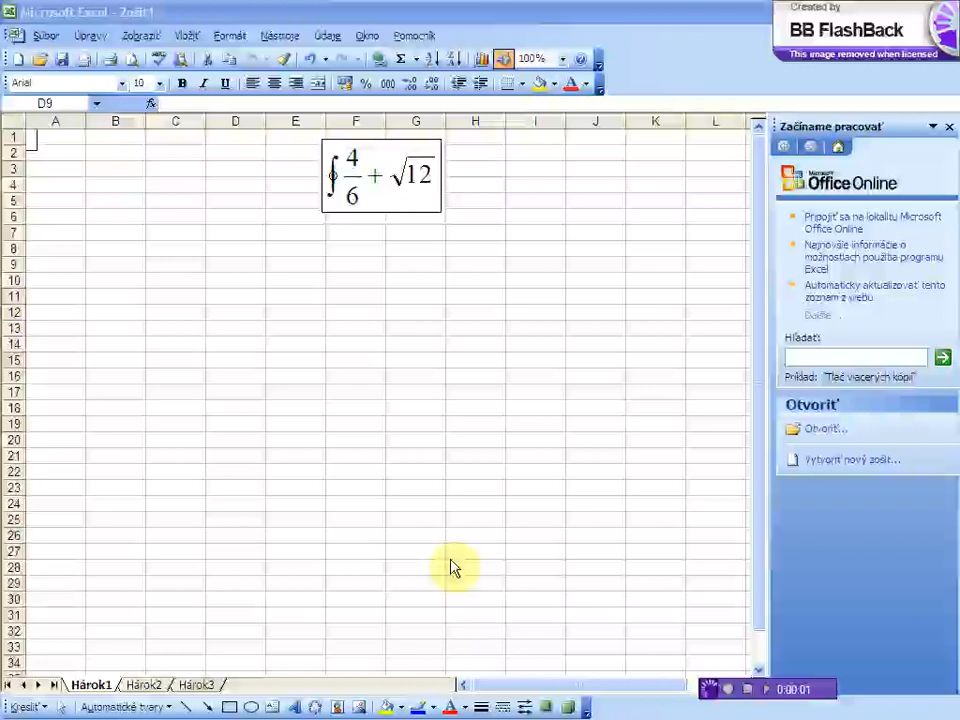 Microsoft Excel - Zošit1
Created by
BB FlashBack
This image removed when licensed
Súbor Úpravy Zobraziť Vložiť Formát Nástroje Údaje Okno Pomocník
100%
Arial 10 B I U % 000
D9 fx
A B C D E F G H I J K L
1
2
3
4
5
6
7
8
9
10
11
12
13
14
15
16
17
18
19
20
21
22
23
24
25
26
27
28
29
30
31
32
33
34
∮ 4/6 + √12
Začíname pracovať
Office Online
Pripojiť sa na lokalitu Microsoft
Office Online
Najnovšie informácie o
možnostiach použitia programu
Excel
Automaticky aktualizovať tento
zoznam z webu
Ďalšie...
Hľadať:
Príklad: "Tlač viacerých kópií"
Otvoriť
Otvoriť...
Vytvoriť nový zošit...
Hárok1 Hárok2 Hárok3
0:00:01
Kresliť Automatické tvary